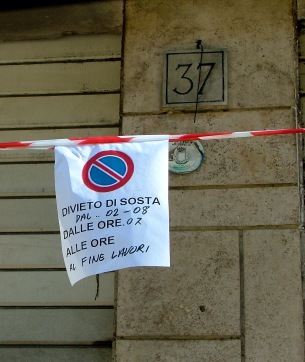 37
DIVIETO DI SOSTA
DAL.. 02-08
DALLE ORE.07
ALLE ORE
AL FINE LAVORI